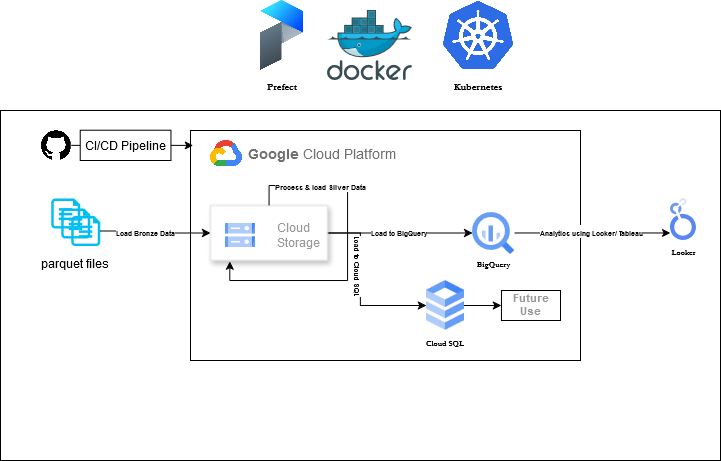 docker
Prefect
Kubernetes
CI/CD Pipeline
Google Cloud Platform
Process & load Sliver Data
Load Bronze Data
Cloud
Storage
Load to BigQuery
Analytics using Looker/ Tableau
parquet files
Load to Cloud SQL
BigQuery
Looker
Future
Use
Cloud SQL